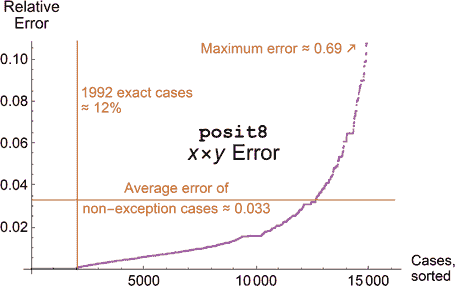 Relative
Error
0.10
0.08
0.06
0.04
0.02
Maximum error ≈ 0.69 ↗
1992 exact cases
≈ 12%
posit8
x×y Error
Average error of
non−exception cases ≈ 0.033
5000
10000
15000
Cases,
sorted